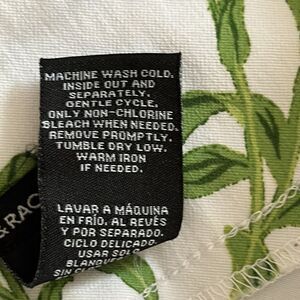 MACHINE WASH COLD.
INSIDE OUT AND
SEPARATELY.
GENTLE CYCLE.
ONLY NON-CHLORINE
BLEACH WHEN NEEDED.
REMOVE PROMPTLY.
TUMBLE DRY LOW.
WARM IRON
IF NEEDED.
LAVAR A MÁQUINA
EN FRÍO. AL REVÉS
Y POR SEPARADO.
CICLO DELICADO.
USAR SOLO